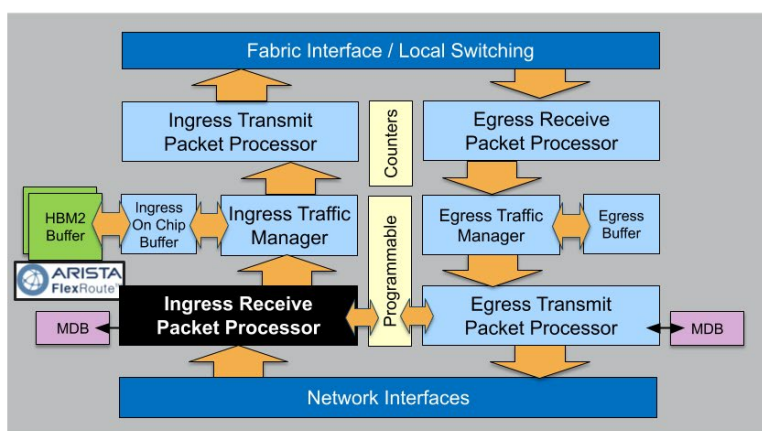 Fabric Interface / Local Switching
Ingress Transmit
Packet Processor
Counters
Egress Receive
Packet Processor
HBM2
Buffer
Ingress
On Chip
Buffer
Ingress Traffic
Manager
Programmable
Egress Traffic
Manager
Egress
Buffer
ARISTA
FlexRoute™
MDB
Ingress Receive
Packet Processor
Egress Transmit
Packet Processor
MDB
Network Interfaces